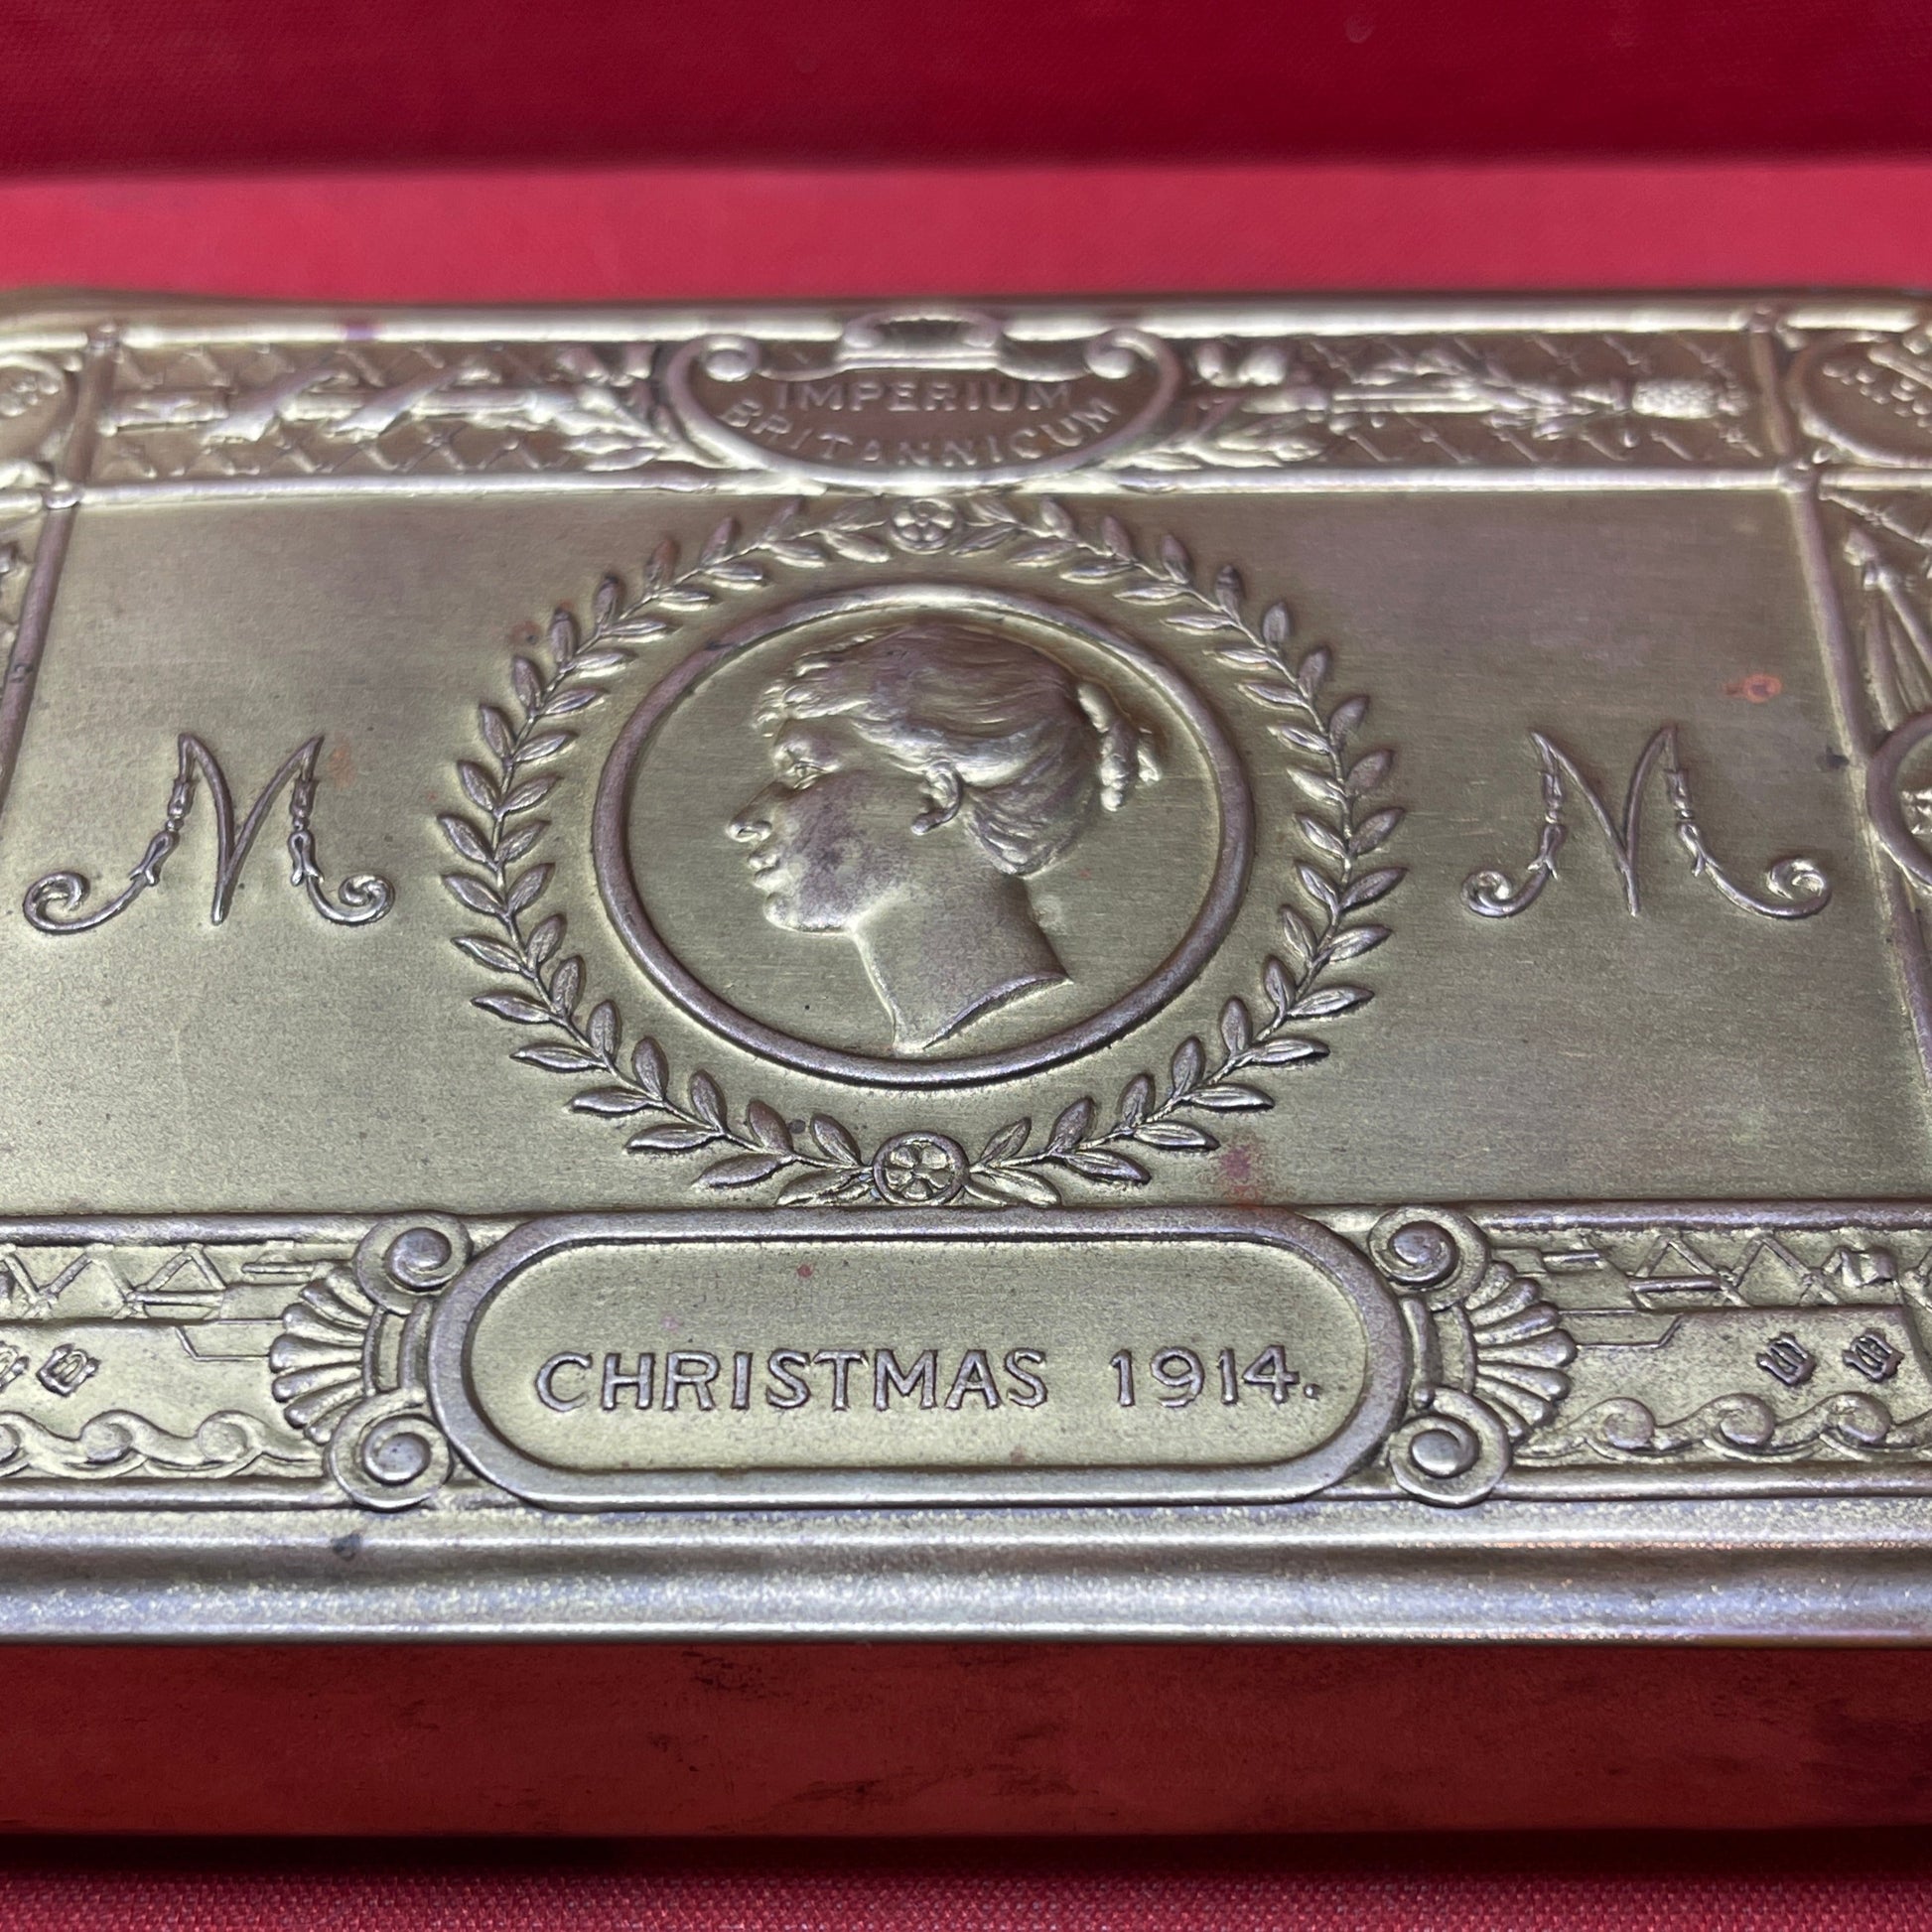 IMPERIUM
BRITANNICUM
M M
CHRISTMAS 1914.